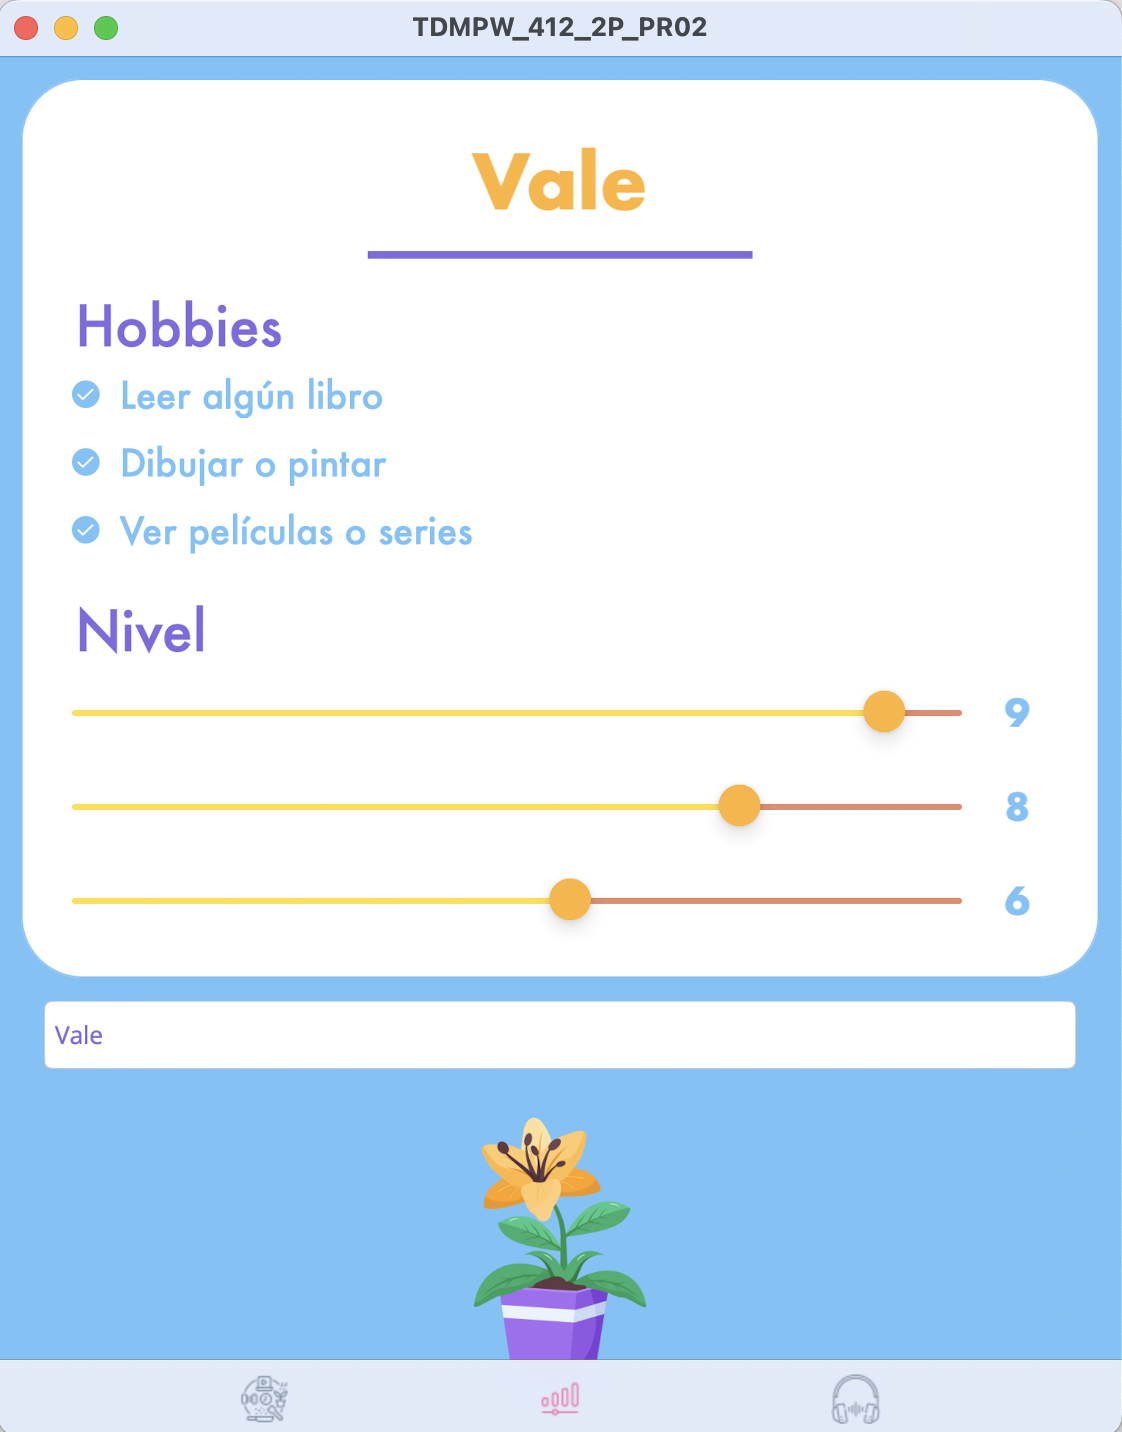 TDMPW_412_2P_PR02
Vale
Hobbies
Leer algún libro
Dibujar o pintar
Ver películas o series
Nivel
9
8
6
Vale